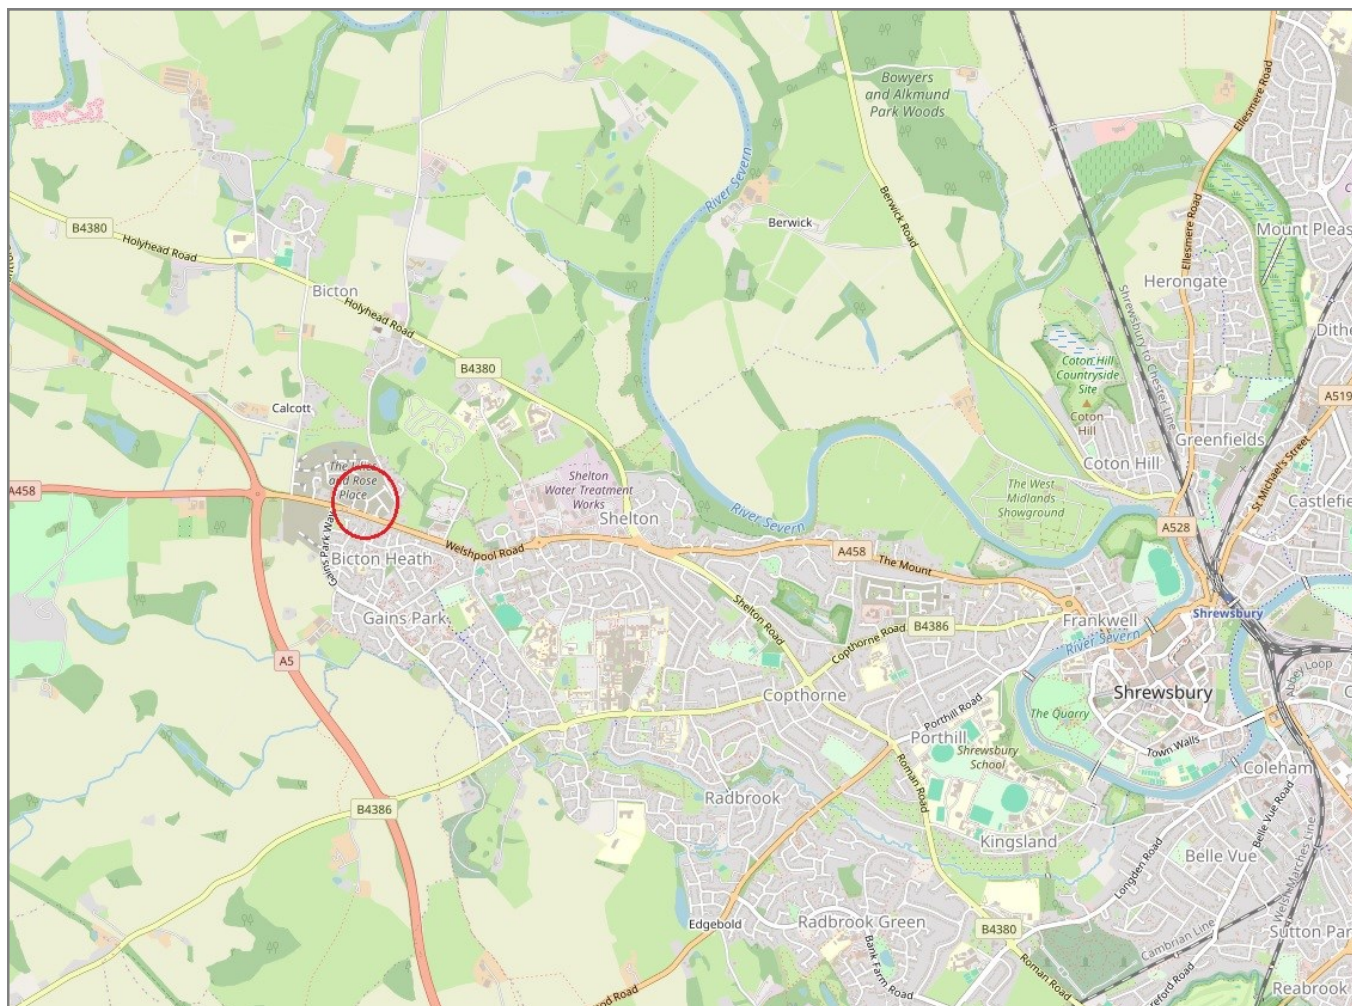 Bowyers
and Alkmund
Park Woods
Ellesmere Road
River Severn
Berwick
Berwick Road
B4380
Holyhead Road
Ellesmere Road
Mount Pleas
Bicton
Holyhead Road
Herongate
Shrewsbury to Chester Line
Dithe
B4380
Coton Hill
Countryside
Site
Coton
Hill
A519
Calcott
Greenfields
Coton Hill
St Michael's Street
A458
and Rose
Place
Shelton
Water Treatment
Works
Shelton
The West
Midlands
Showground
River Severn
Castlefie
A528
Gains Park Way
Bicton Heath
Welshpool Road
A458
The Mount
Shelton Road
Gains Park
B4386
Copthorne Road
Frankwell
Shrewsbury
River Severn
A5
Copthorne
Porthill Road
Shrewsbury
The Quarry
Abbey Loop
Porthill
Shrewsbury
School
Town Walls
Coleham
Roman Road
Radbrook
B4386
Kingsland
Belle Vue Road
Longden Road
Belle Vue
Welsh Marches Line
Edgebold
Radbrook Green
B4380
Cambrian Line
Sutton Par
Bank Farm Road
Roman Road
eford Road
Reabrook
od Road